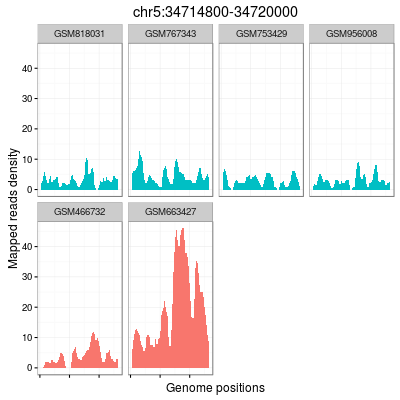 chr5:34714800-34720000
GSM818031 GSM767343 GSM753429 GSM956008
40
30
20
10
0
GSM466732 GSM663427
40
30
20
10
0
Mapped reads density
Genome positions